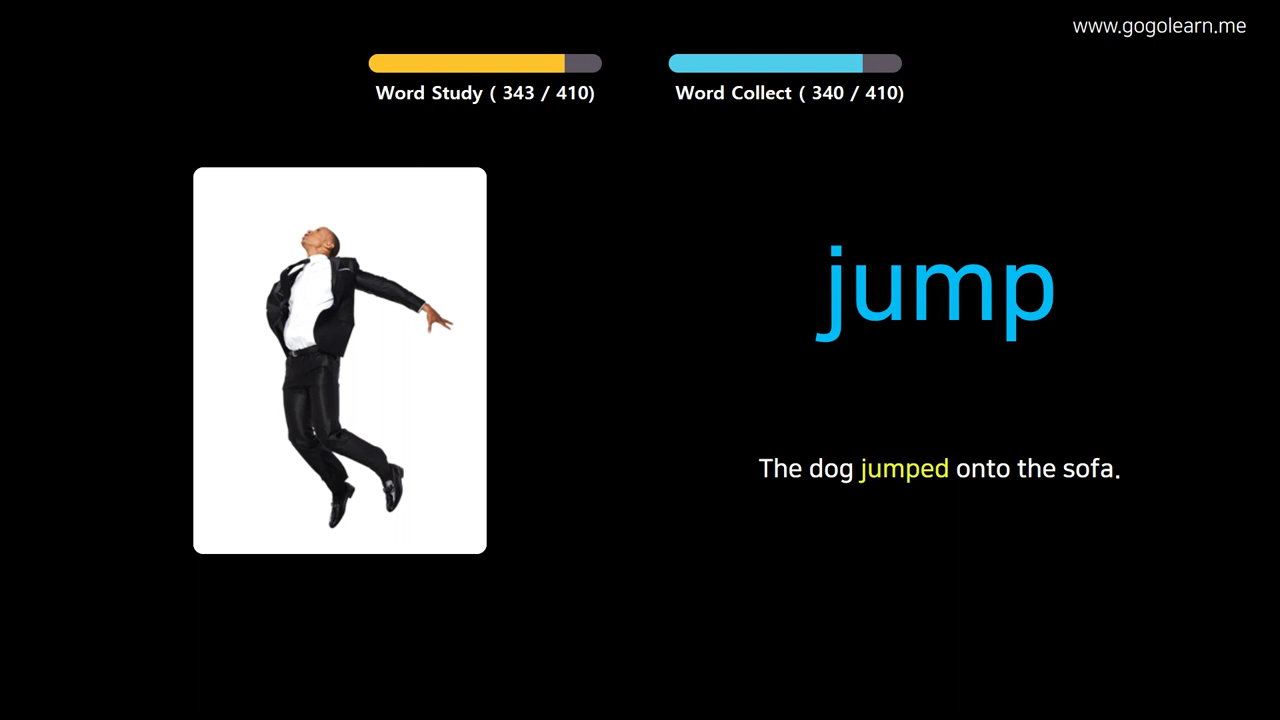 www.gogolearn.me
Word Study ( 343 / 410)
Word Collect ( 340 / 410)
jump
The dog jumped onto the sofa.